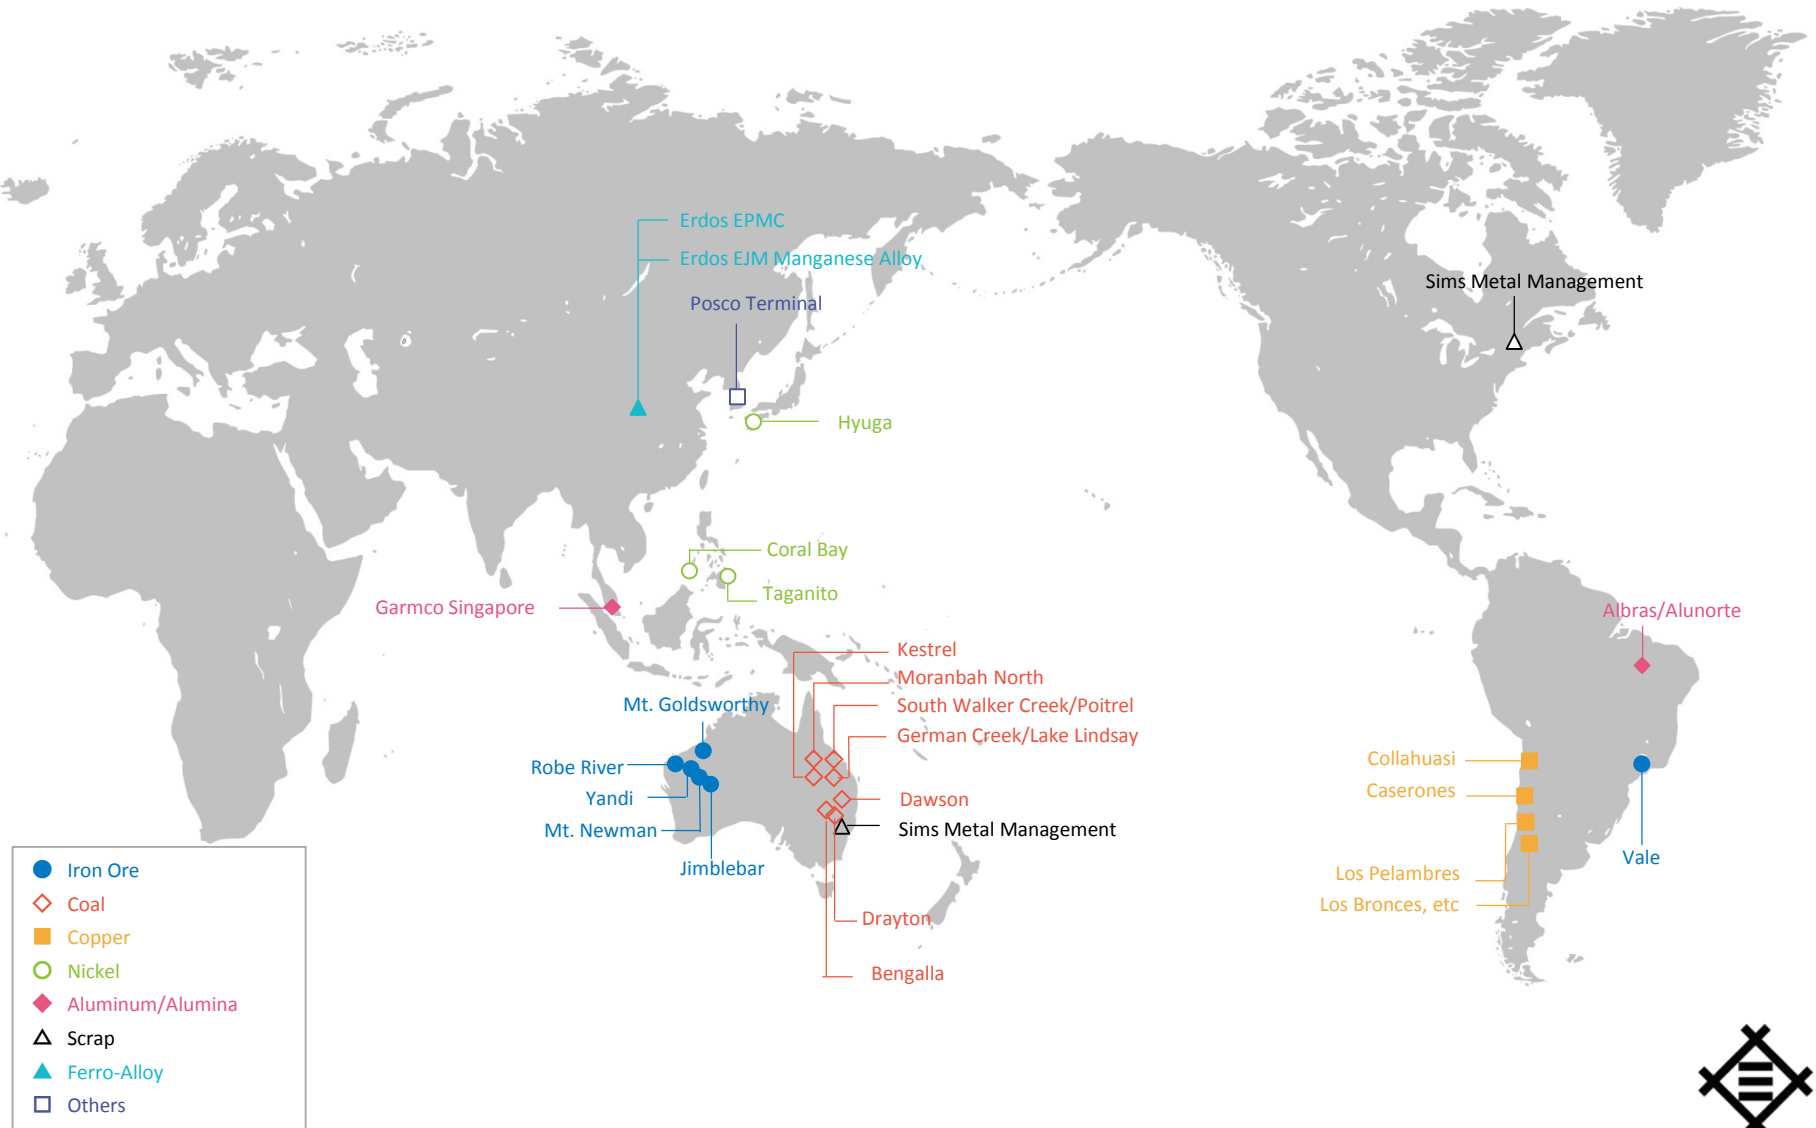 Erdos EPMC
Erdos EJM Manganese Alloy
Posco Terminal
Sims Metal Management
Hyuga
Coral Bay
Taganito
Garmco Singapore
Albras/Alunorte
Kestrel
Moranbah North
South Walker Creek/Poitrel
German Creek/Lake Lindsay
Mt. Goldsworthy
Robe River
Yandi
Mt. Newman
Jimblebar
Dawson
Sims Metal Management
Drayton
Bengalla
Collahuasi
Caserones
Los Pelambres
Los Bronces, etc
Vale
Iron Ore
Coal
Copper
Nickel
Aluminum/Alumina
Scrap
Ferro-Alloy
Others